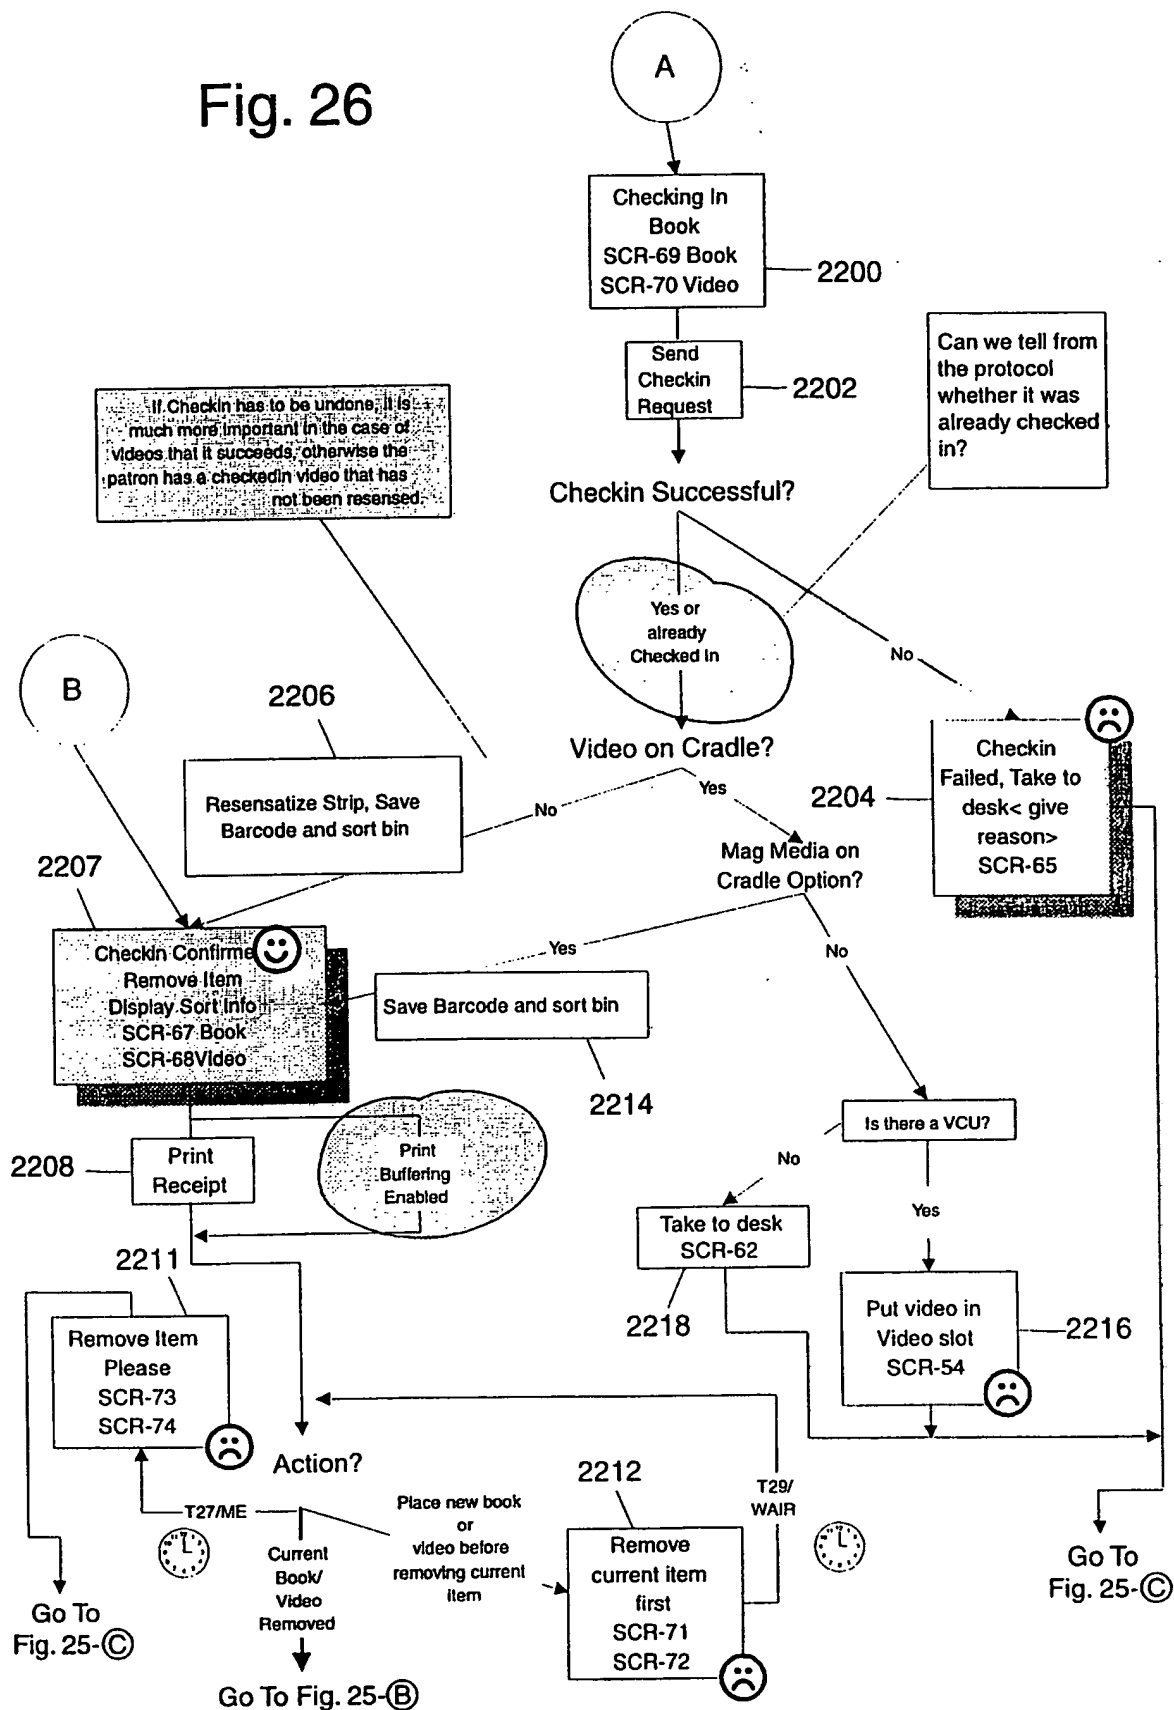 Fig. 26
A
Checking In
Book
SCR-69 Book
SCR-70 Video
2200
Send
Checkin
Request
2202
Can we tell from
the protocol
whether it was
already checked
in?
If Checkin has to be undone, it is
much more important in the case of
videos that it succeeds, otherwise the
patron has a checkedin video that has
not been resensed.
Checkin Successful?
Yes or
already
Checked In
No
B
2206
Video on Cradle?
Resensatize Strip, Save
Barcode and sort bin
No
Yes
2204
Checkin
Failed, Take to
desk< give
reason>
SCR-65
Mag Media on
Cradle Option?
2207
Checkin Confirme
Remove Item
Display Sort Info
SCR-67 Book
SCR-68Video
Yes
No
Save Barcode and sort bin
2214
Is there a VCU?
2208
Print
Receipt
Print
Buffering
Enabled
No
Yes
Take to desk
SCR-62
2218
Put video in
Video slot
SCR-54
2216
2211
Remove Item
Please
SCR-73
SCR-74
Action?
2212
T29/
WAIR
T27/ME
Place new book
or
video before
removing current
item
Current
Book/
Video
Removed
Remove
current item
first
SCR-71
SCR-72
Go To
Fig. 25-Ⓒ
Go To
Fig. 25-Ⓒ
Go To Fig. 25-Ⓑ